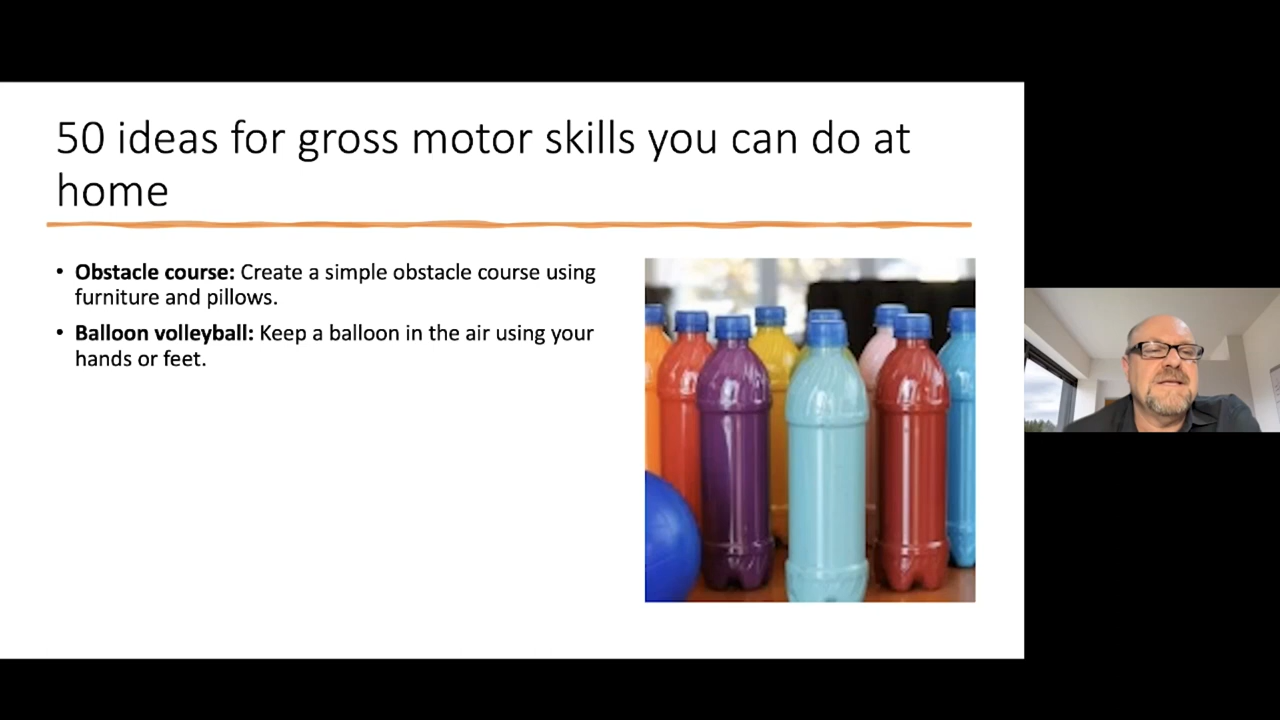 50 ideas for gross motor skills you can do at
home
• Obstacle course: Create a simple obstacle course using
furniture and pillows.
• Balloon volleyball: Keep a balloon in the air using your
hands or feet.